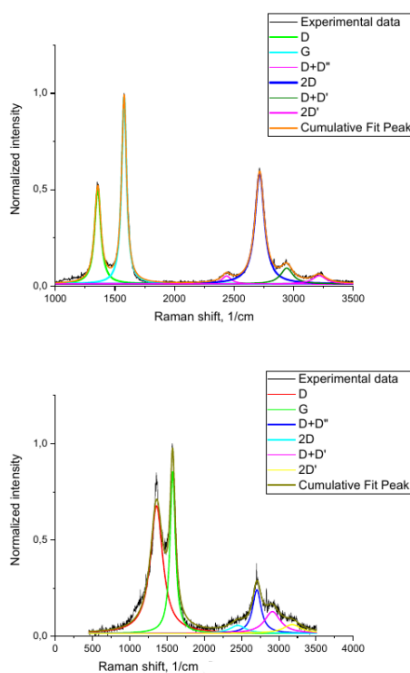 Experimental data
D
G
D+D"
2D
D+D'
2D'
Cumulative Fit Peak
Normalized intensity
1,0
0,5
0,0
1000 1500 2000 2500 3000 3500
Raman shift, 1/cm
Experimental data
D
G
D+D"
2D
D+D'
2D'
Cumulative Fit Peak
Normalized intensity
1,0
0,5
0,0
0 500 1000 1500 2000 2500 3000 3500 4000
Raman shift, 1/cm